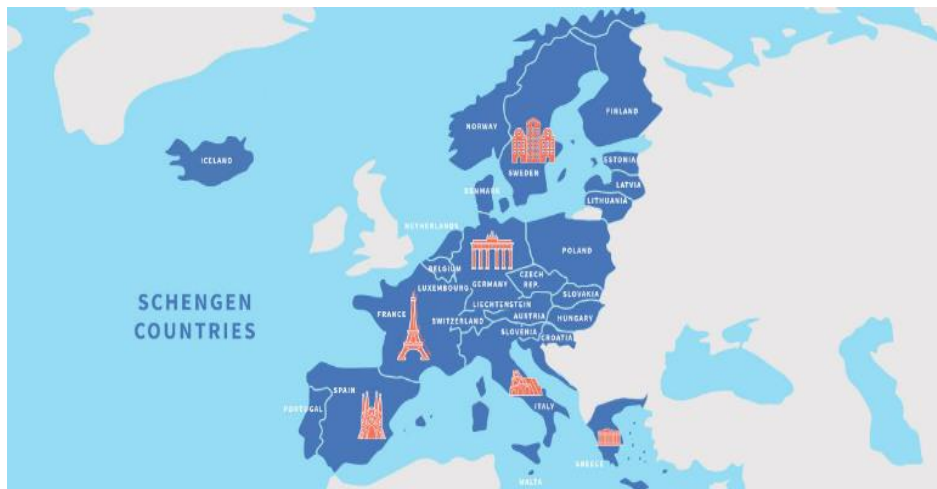 SCHENGEN
COUNTRIES
ICELAND
NORWAY
SWEDEN
FINLAND
ESTONIA
LATVIA
LITHUANIA
DENMARK
NETHERLANDS
BELGIUM
LUXEMBOURG
GERMANY
POLAND
CZECH
REP.
SLOVAKIA
LIECHTENSTEIN
AUSTRIA
HUNGARY
FRANCE
SWITZERLAND
SLOVENIA
CROATIA
SPAIN
PORTUGAL
ITALY
GREECE
MALTA